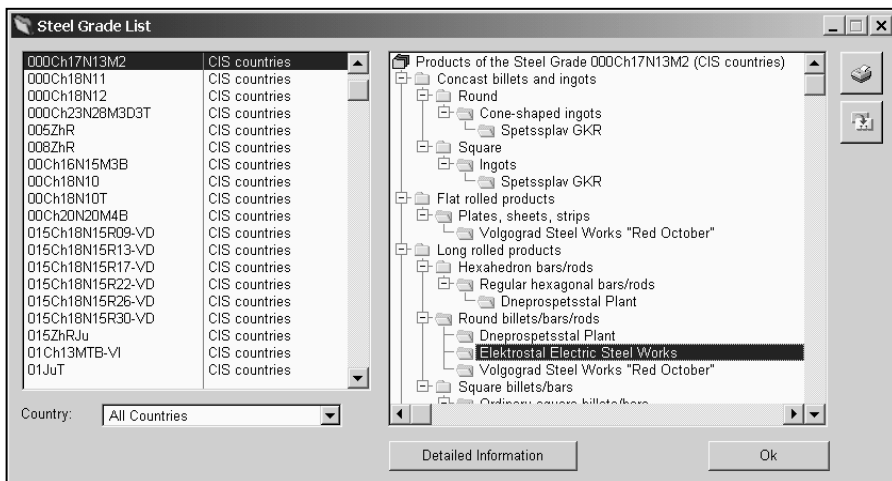 Steel Grade List
000Ch17N13M2 CIS countries
000Ch18N11 CIS countries
000Ch18N12 CIS countries
000Ch23N28M3D3T CIS countries
005ZhR CIS countries
008ZhR CIS countries
00Ch16N15M3B CIS countries
00Ch18N10 CIS countries
00Ch18N10T CIS countries
00Ch20N20M4B CIS countries
015Ch18N15R09-VD CIS countries
015Ch18N15R13-VD CIS countries
015Ch18N15R17-VD CIS countries
015Ch18N15R22-VD CIS countries
015Ch18N15R26-VD CIS countries
015Ch18N15R30-VD CIS countries
015ZhRJu CIS countries
01Ch13MTB-VI CIS countries
01JuT CIS countries
Country: All Countries
Products of the Steel Grade 000Ch17N13M2 (CIS countries)
Concast billets and ingots
Round
Cone-shaped ingots
Spetssplav GKR
Square
Ingots
Spetssplav GKR
Flat rolled products
Plates, sheets, strips
Volgograd Steel Works "Red October"
Long rolled products
Hexahedron bars/rods
Regular hexagonal bars/rods
Dneprospetsstal Plant
Round billets/bars/rods
Dneprospetsstal Plant
Elektrostal Electric Steel Works
Volgograd Steel Works "Red October"
Square billets/bars
Ordinary square billets/bars
Detailed Information
Ok